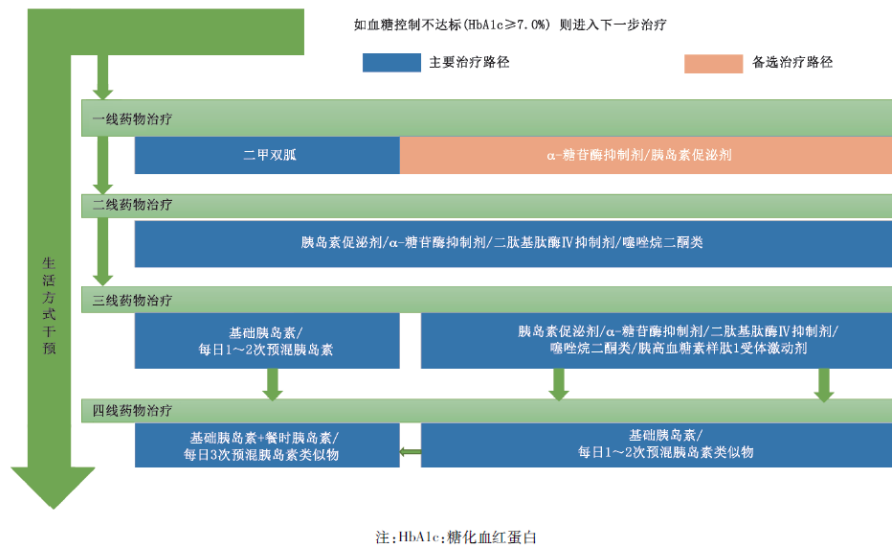 如血糖控制不达标(HbA1c≥7.0%) 则进入下一步治疗
主要治疗路径
备选治疗路径
一线药物治疗
二甲双胍
α-糖苷酶抑制剂/胰岛素促泌剂
二线药物治疗
胰岛素促泌剂/α-糖苷酶抑制剂/二肽基肽酶Ⅳ抑制剂/噻唑烷二酮类
生活方式干预
三线药物治疗
基础胰岛素/
每日1～2次预混胰岛素
胰岛素促泌剂/α-糖苷酶抑制剂/二肽基肽酶Ⅳ抑制剂/
噻唑烷二酮类/胰高血糖素样肽1受体激动剂
四线药物治疗
基础胰岛素+餐时胰岛素/
每日3次预混胰岛素类似物
基础胰岛素/
每日1～2次预混胰岛素类似物
注:HbA1c:糖化血红蛋白